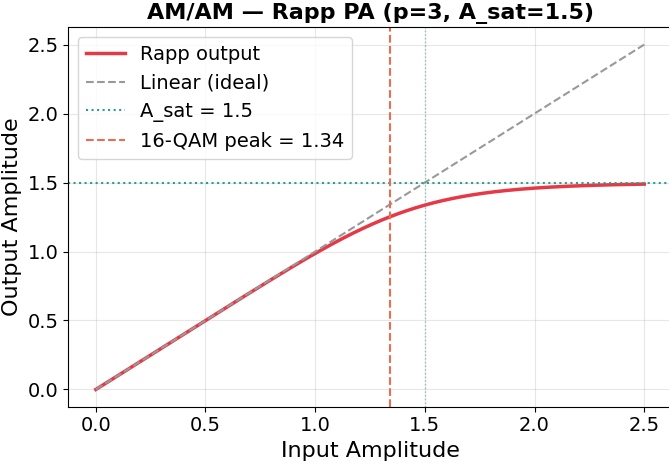 AM/AM — Rapp PA (p=3, A_sat=1.5)
Rapp output
Linear (ideal)
A_sat = 1.5
16-QAM peak = 1.34
Output Amplitude
2.5
2.0
1.5
1.0
0.5
0.0
0.0 0.5 1.0 1.5 2.0 2.5
Input Amplitude